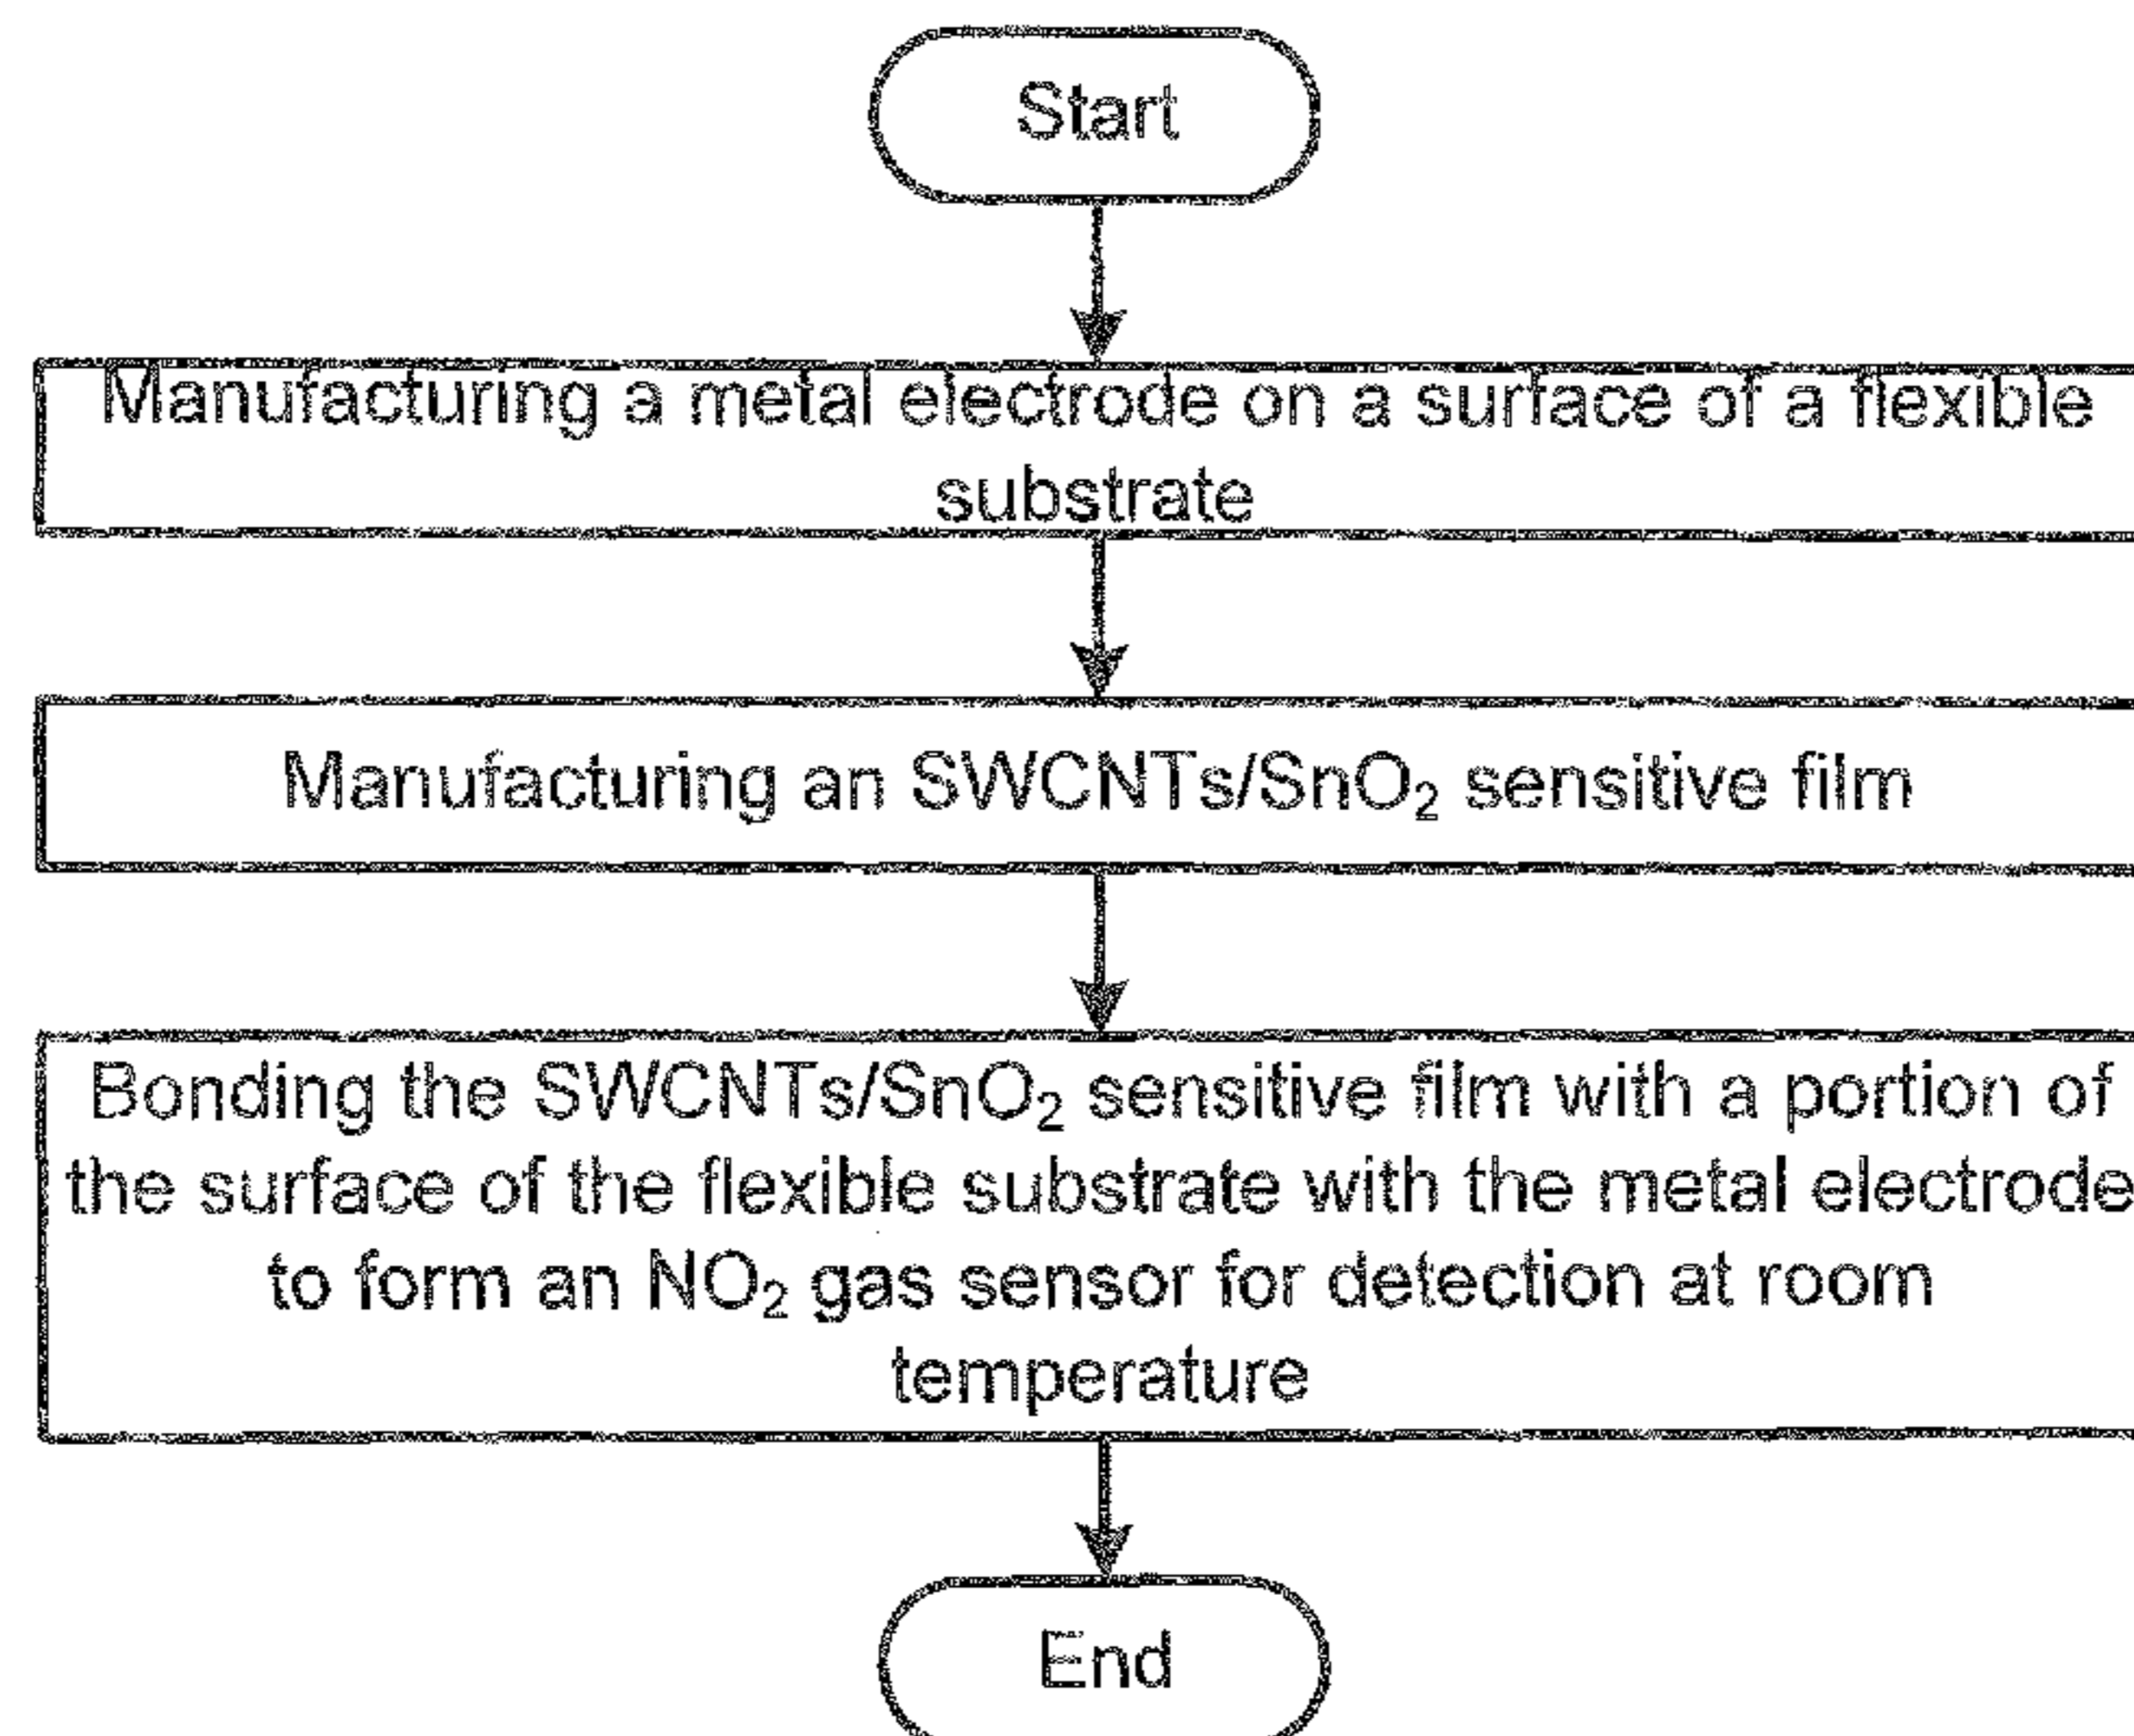 Start
Manufacturing a metal electrode on a surface of a flexible
substrate
Manufacturing an SWCNTs/SnO₂ sensitive film
Bonding the SWCNTs/SnO₂ sensitive film with a portion of
the surface of the flexible substrate with the metal electrode
to form an NO₂ gas sensor for detection at room
temperature
End